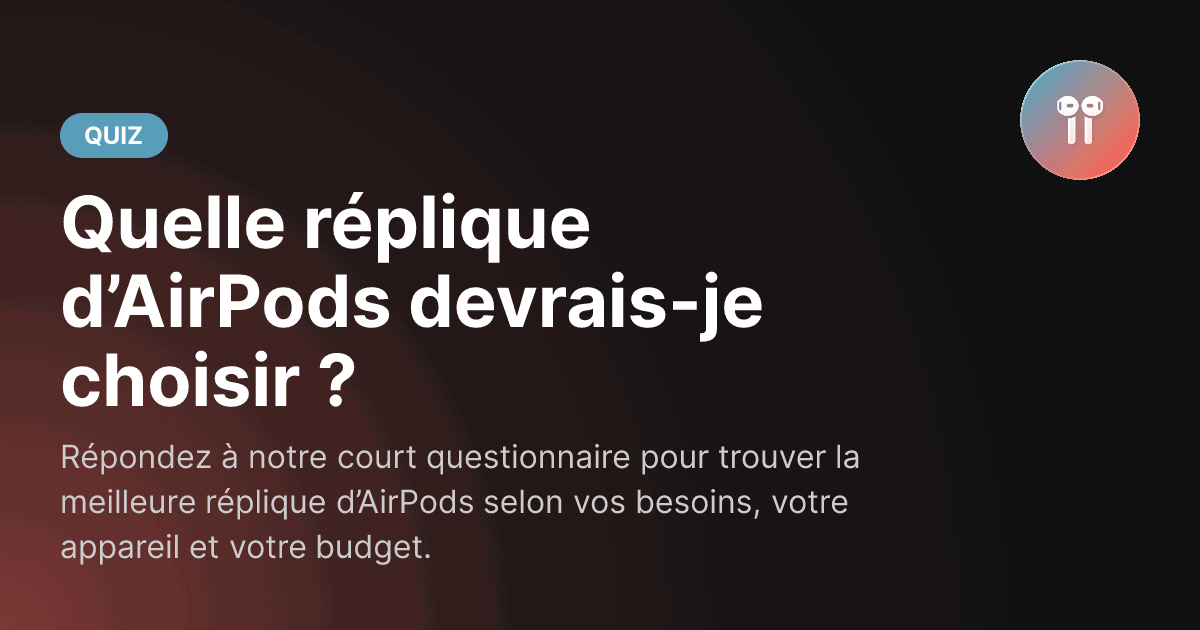 QUIZ
Quelle réplique
d’AirPods devrais-je
choisir ?
Répondez à notre court questionnaire pour trouver la
meilleure réplique d’AirPods selon vos besoins, votre
appareil et votre budget.